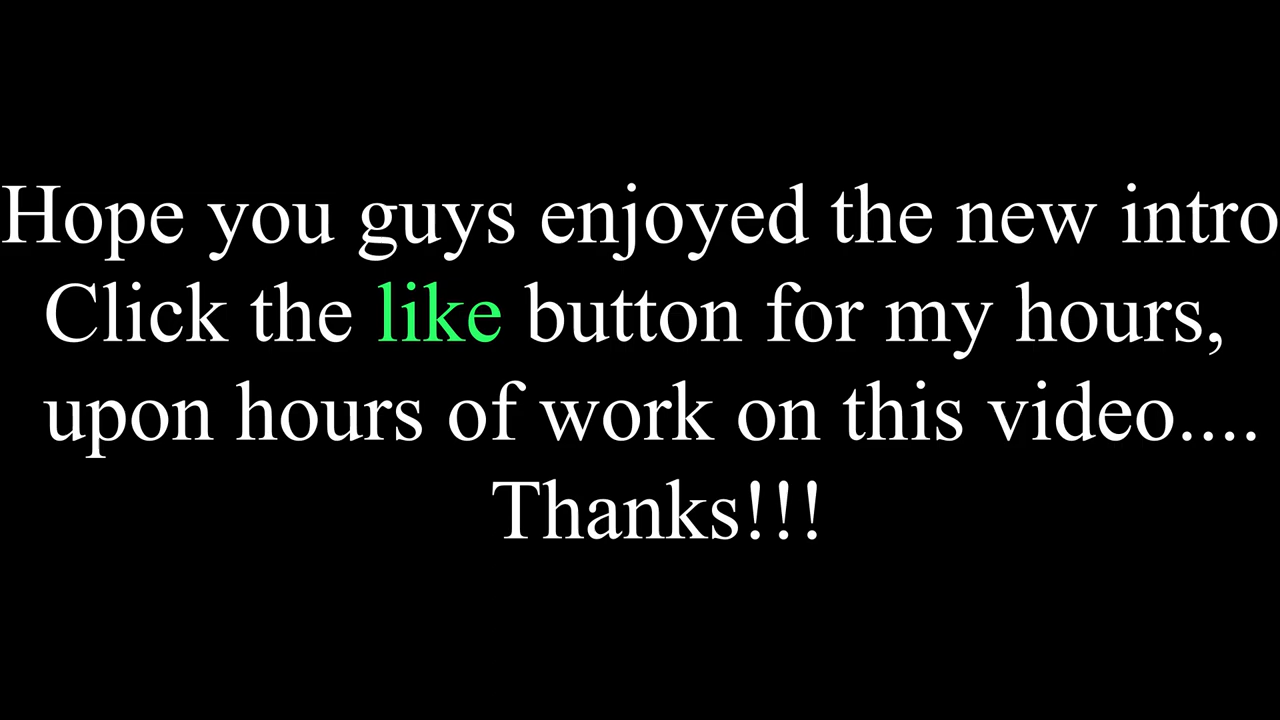 Hope you guys enjoyed the new intro
Click the like button for my hours,
upon hours of work on this video....
Thanks!!!